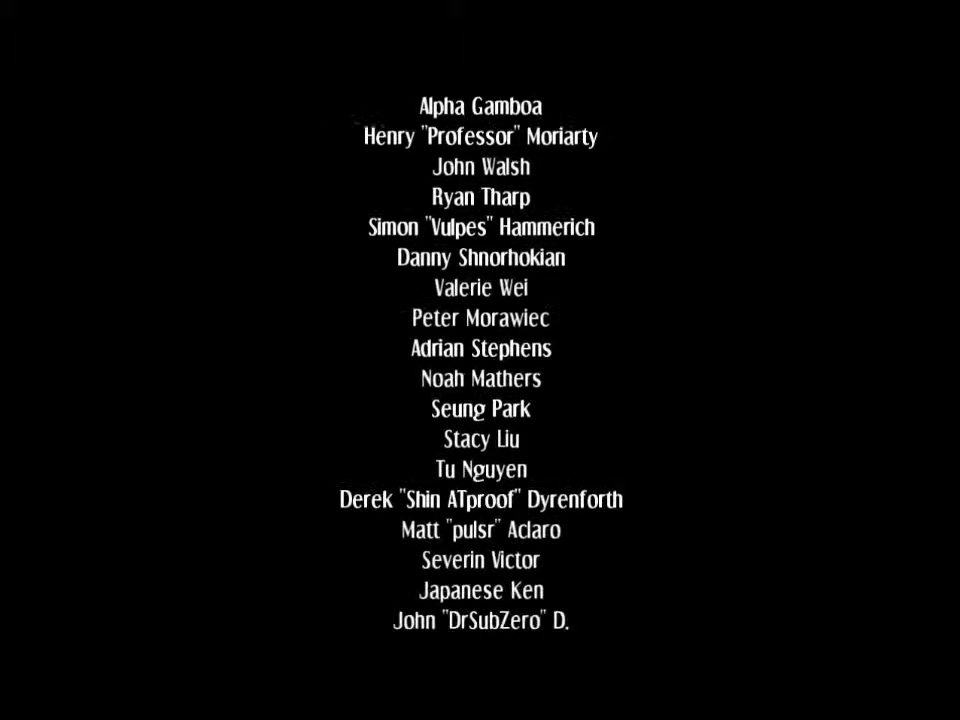 Alpha Gamboa
Henry "Professor" Moriarty
John Walsh
Ryan Tharp
Simon "Vulpes" Hammerich
Danny Shnorhokian
Valerie Wei
Peter Morawiec
Adrian Stephens
Noah Mathers
Seung Park
Stacy Liu
Tu Nguyen
Derek "Shin ATproof" Dyrenforth
Matt "pulsr" Aclaro
Severin Victor
Japanese Ken
John "DrSubZero" D.